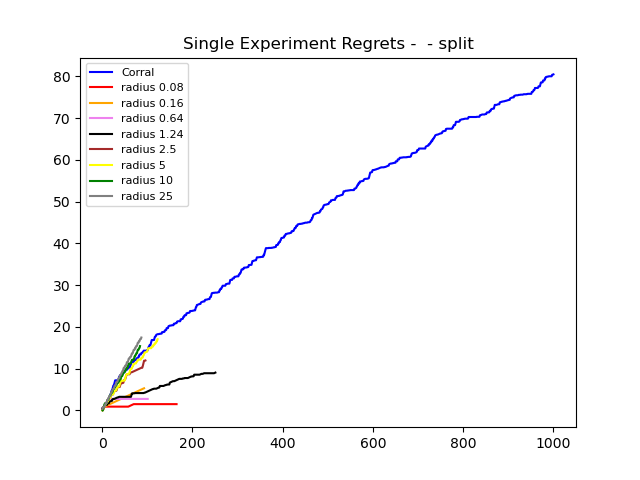 Single Experiment Regrets -  - split
Corral
radius 0.08
radius 0.16
radius 0.64
radius 1.24
radius 2.5
radius 5
radius 10
radius 25
80
70
60
50
40
30
20
10
0
0 200 400 600 800 1000